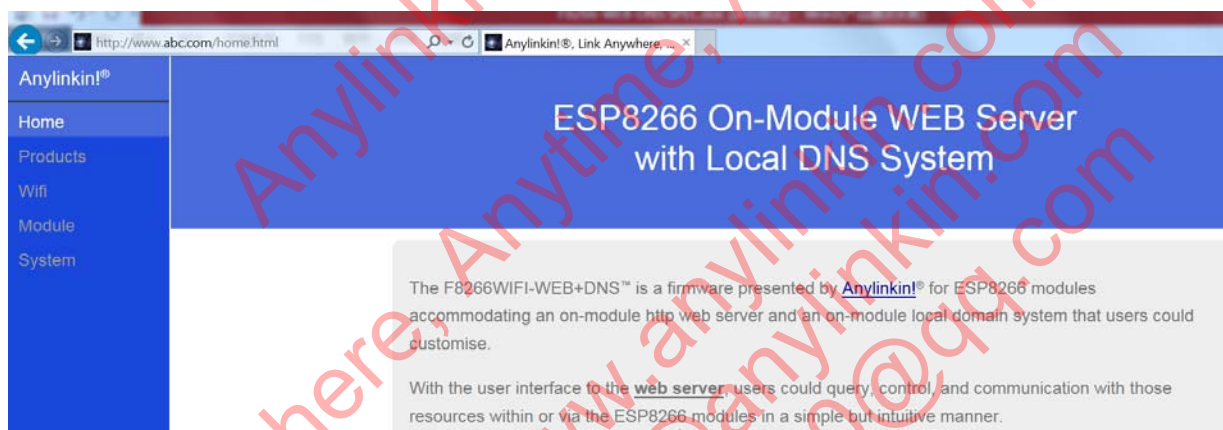 http://www.abc.com/home.html
Anylinkin!®, Link Anywhere, ...
Anylinkin!®
Home
Products
Wifi
Module
System
ESP8266 On-Module WEB Server
with Local DNS System
The F8266WIFI-WEB+DNS™ is a firmware presented by Anylinkin!® for ESP8266 modules
accommodating an on-module http web server and an on-module local domain system that users could
customise.
With the user interface to the web server, users could query, control, and communication with those
resources within or via the ESP8266 modules in a simple but intuitive manner.
Anylinkin
here, Anytime,
www.anylinkin.com
anylinkin.com
@qq.com